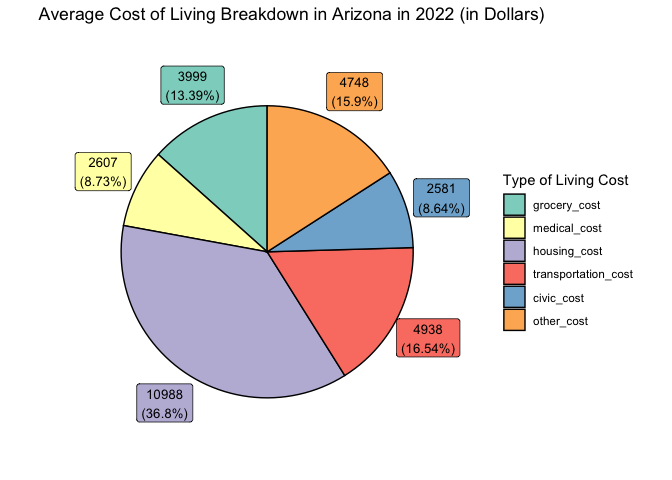 Average Cost of Living Breakdown in Arizona in 2022 (in Dollars)
3999
(13.39%)
4748
(15.9%)
2607
(8.73%)
2581
(8.64%)
4938
(16.54%)
10988
(36.8%)
Type of Living Cost
grocery_cost
medical_cost
housing_cost
transportation_cost
civic_cost
other_cost